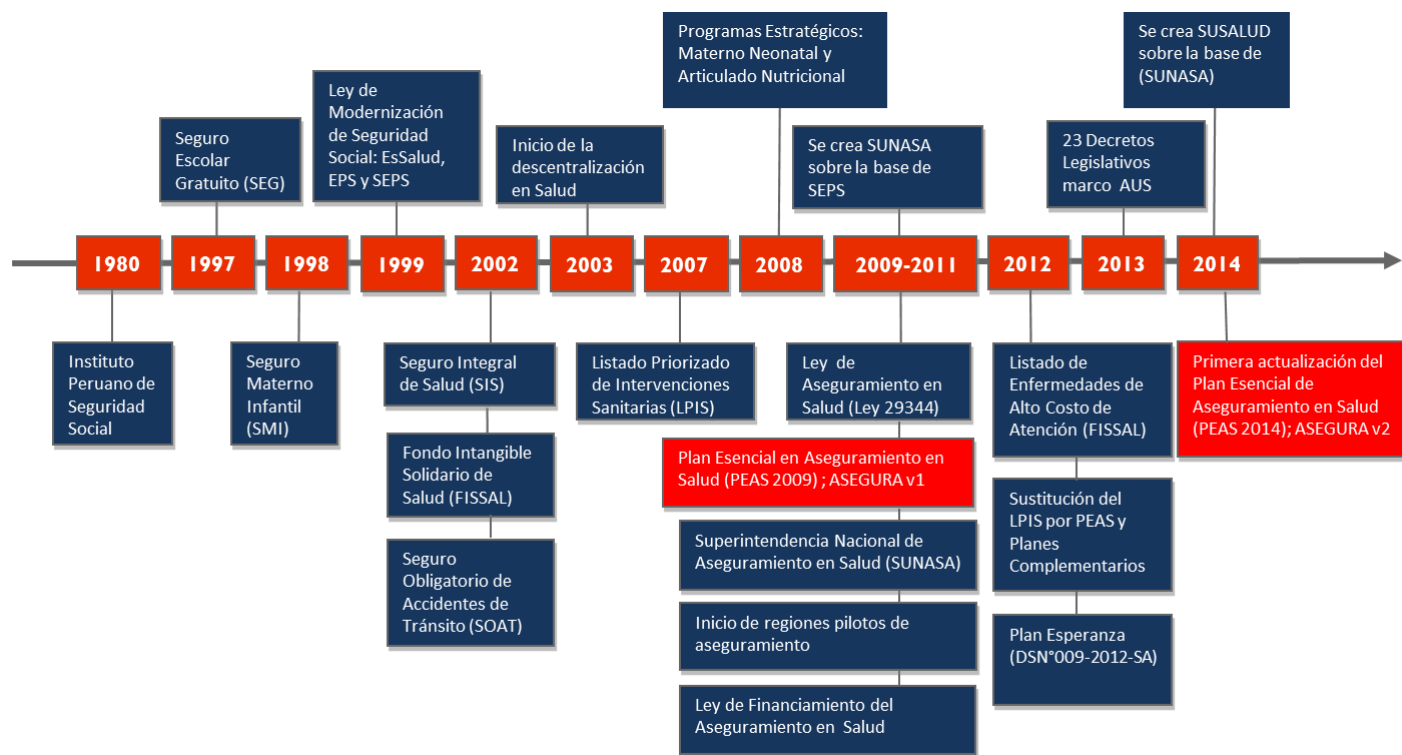 Programas Estratégicos:
Materno Neonatal y
Articulado Nutricional
Se crea SUSALUD
sobre la base de
(SUNASA)
Ley de
Modernización
de Seguridad
Social: EsSalud,
EPS y SEPS
Seguro
Escolar
Gratuito (SEG)
Inicio de la
descentralización
en Salud
Se crea SUNASA
sobre la base de
SEPS
23 Decretos
Legislativos
marco AUS
1980
1997
1998
1999
2002
2003
2007
2008
2009-2011
2012
2013
2014
Instituto
Peruano de
Seguridad
Social
Seguro
Materno
Infantil
(SMI)
Seguro Integral
de Salud (SIS)
Fondo Intangible
Solidario de
Salud (FISSAL)
Seguro
Obligatorio de
Accidentes de
Tránsito (SOAT)
Listado Priorizado
de Intervenciones
Sanitarias (LPIS)
Ley de
Aseguramiento en
Salud (Ley 29344)
Plan Esencial en Aseguramiento en
Salud (PEAS 2009) ; ASEGURA v1
Superintendencia Nacional de
Aseguramiento en Salud (SUNASA)
Inicio de regiones pilotos de
aseguramiento
Ley de Financiamiento del
Aseguramiento en Salud
Listado de
Enfermedades de
Alto Costo de
Atención (FISSAL)
Sustitución del
LPIS por PEAS y
Planes
Complementarios
Plan Esperanza
(DSN°009-2012-SA)
Primera actualización del
Plan Esencial de
Aseguramiento en Salud
(PEAS 2014); ASEGURA v2